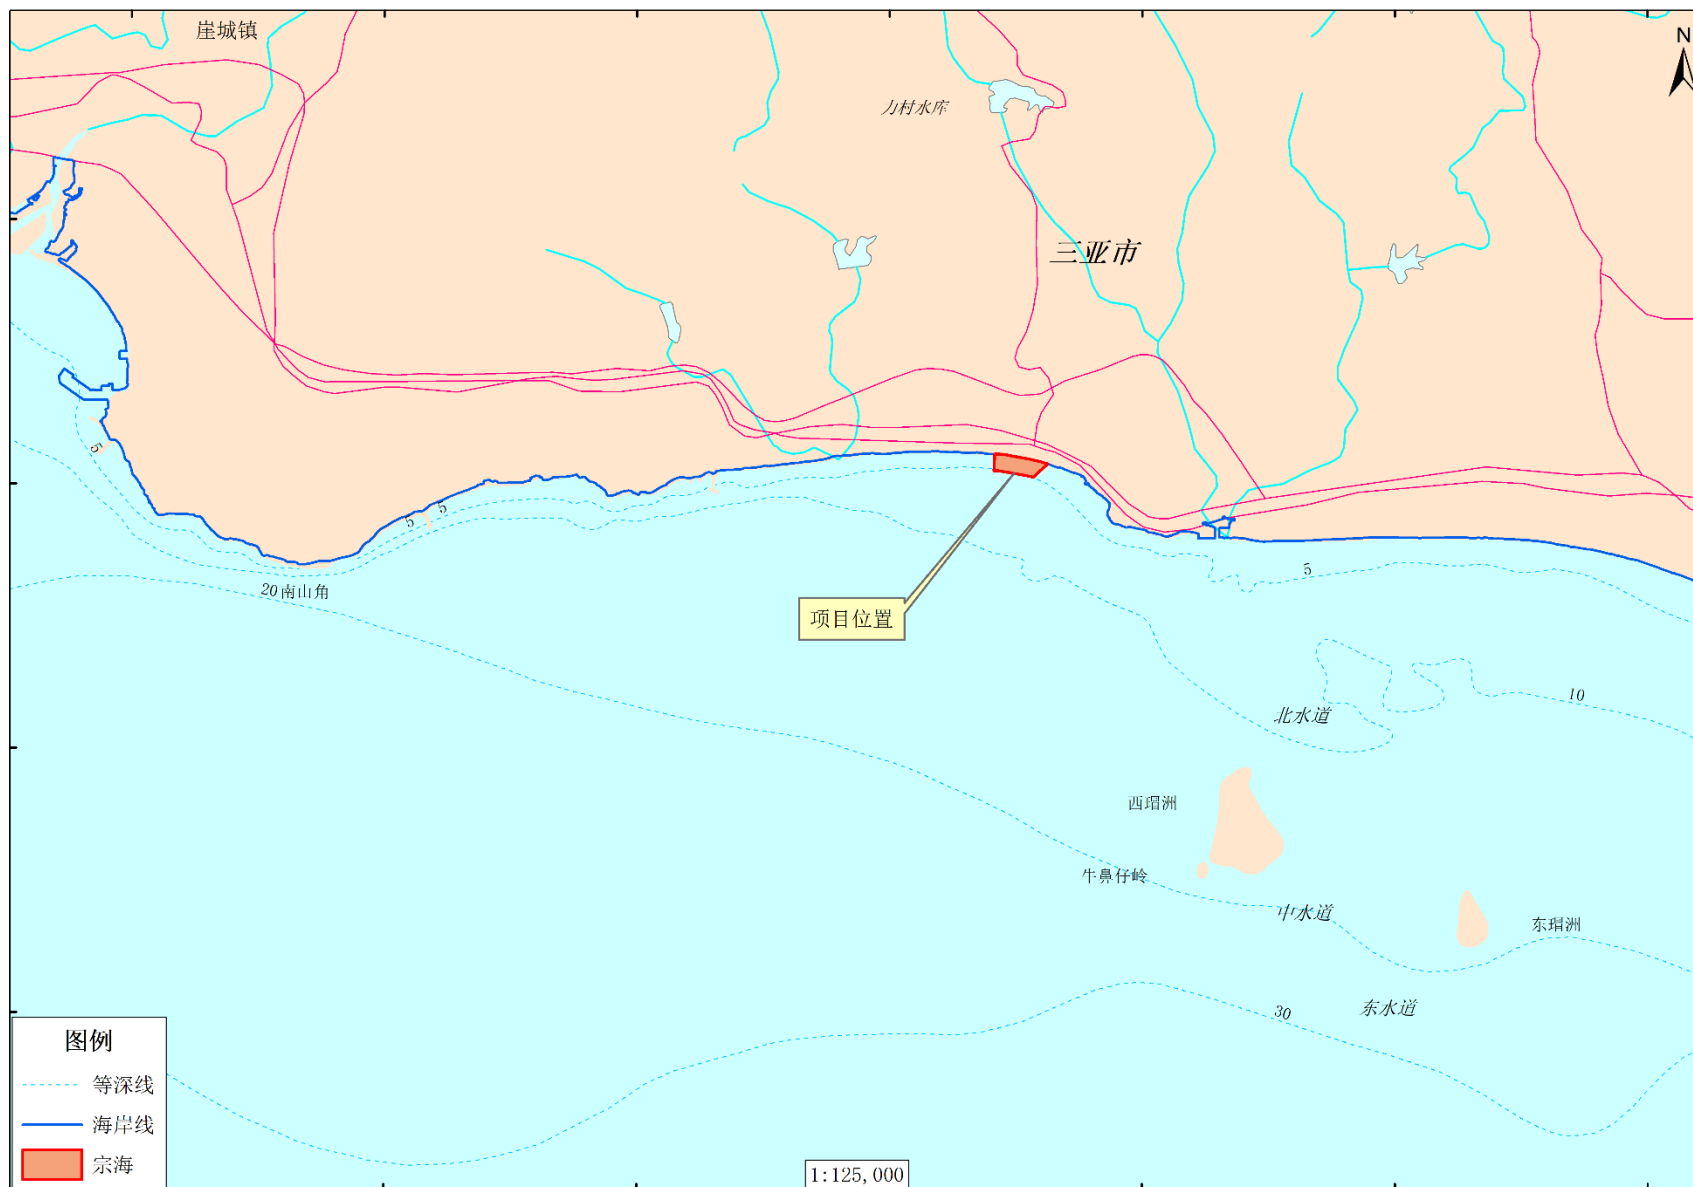 崖城镇
N
力村水库
三亚市
5
5
5
5
20
南山角
项目位置
10
北水道
西瑁洲
牛鼻仔岭
中水道
东瑁洲
30
东水道
图例
等深线
海岸线
宗海
1:125,000